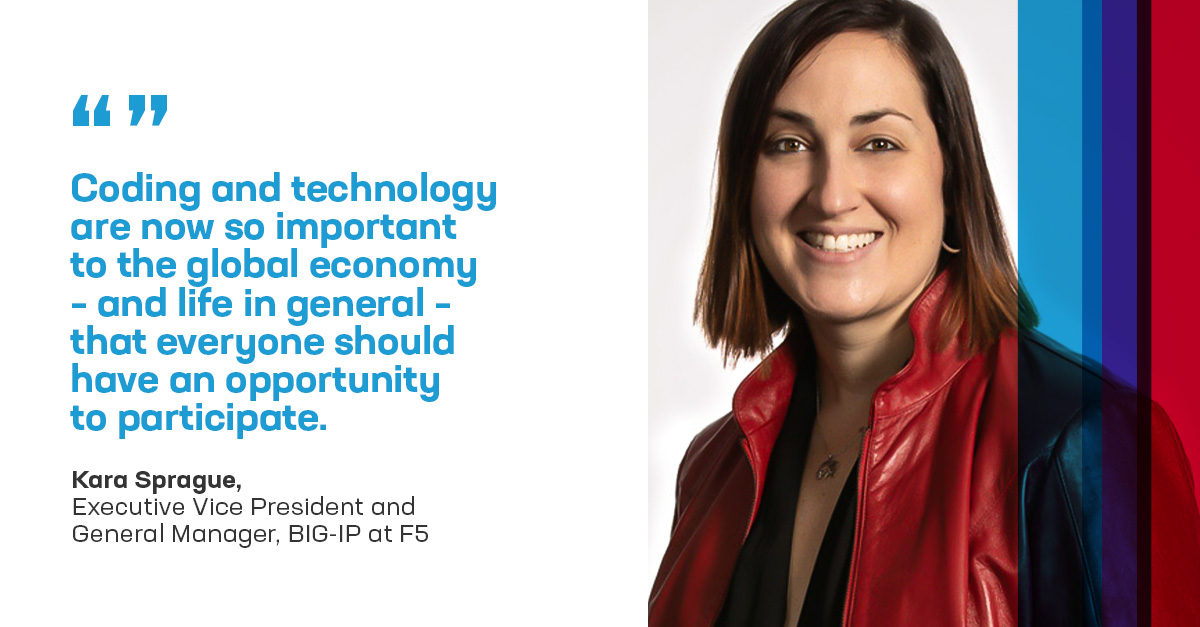 “ ”
Coding and technology
are now so important
to the global economy
– and life in general –
that everyone should
have an opportunity
to participate.
Kara Sprague,
Executive Vice President and
General Manager, BIG-IP at F5